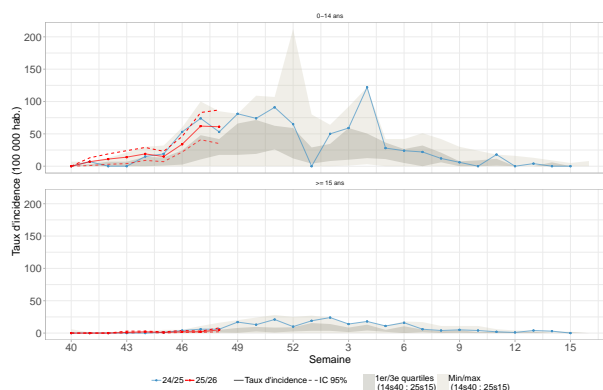 0−14 ans
200
150
100
50
0
>= 15 ans
200
150
100
50
0
Taux d'incidence (100 000 hab.)
40 43 46 49 52 3 6 9 12 15
Semaine
24/25 25/26 Taux d'incidence IC 95% 1er/3e quartiles (14s40 ; 25s15) Min/max (14s40 ; 25s15)